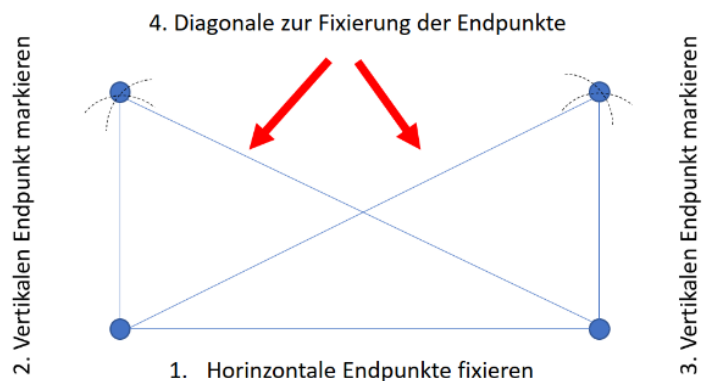 4. Diagonale zur Fixierung der Endpunkte
2. Vertikalen Endpunkt markieren
3. Vertikalen Endpunkt markieren
1. Horinzontale Endpunkte fixieren